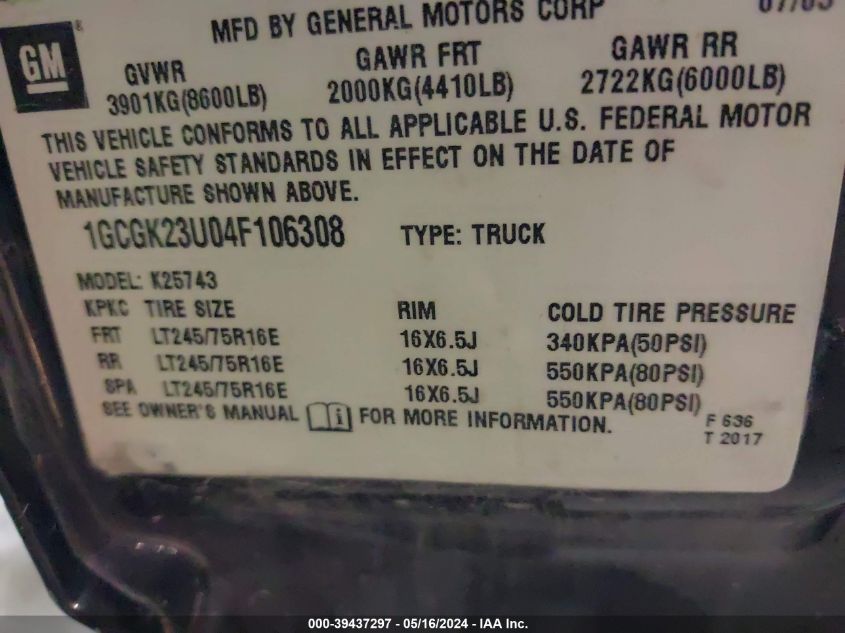 MFD BY GENERAL MOTORS CORP 07/03
GM®
GVWR GAWR FRT GAWR RR
3901KG(8600LB) 2000KG(4410LB) 2722KG(6000LB)
THIS VEHICLE CONFORMS TO ALL APPLICABLE U.S. FEDERAL MOTOR
VEHICLE SAFETY STANDARDS IN EFFECT ON THE DATE OF
MANUFACTURE SHOWN ABOVE.
1GCGK23U04F106308 TYPE: TRUCK
MODEL: K25743
KPKC TIRE SIZE RIM COLD TIRE PRESSURE
FRT LT245/75R16E 16X6.5J 340KPA(50PSI)
RR LT245/75R16E 16X6.5J 550KPA(80PSI)
SPA LT245/75R16E 16X6.5J 550KPA(80PSI)
SEE OWNER'S MANUAL i FOR MORE INFORMATION.
F 636
T 2017
000-39437297 - 05/16/2024 - IAA Inc.